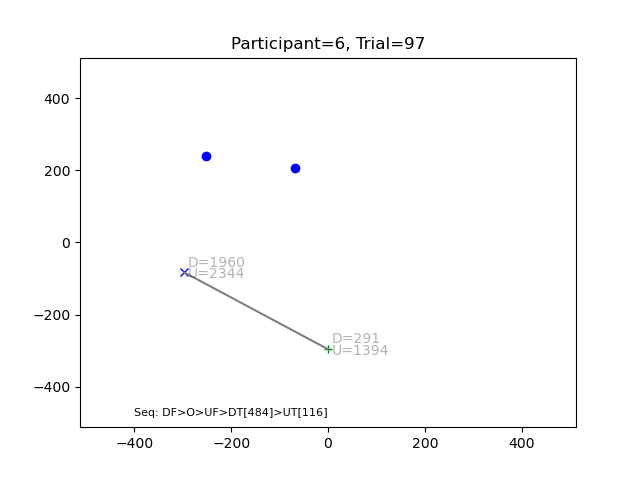 Participant=6, Trial=97
400
200
0
−200
−400
D=1960
U=2344
D=291
U=1394
Seq: DF>O>UF>DT[484]>UT[116]
−400
−200
0
200
400